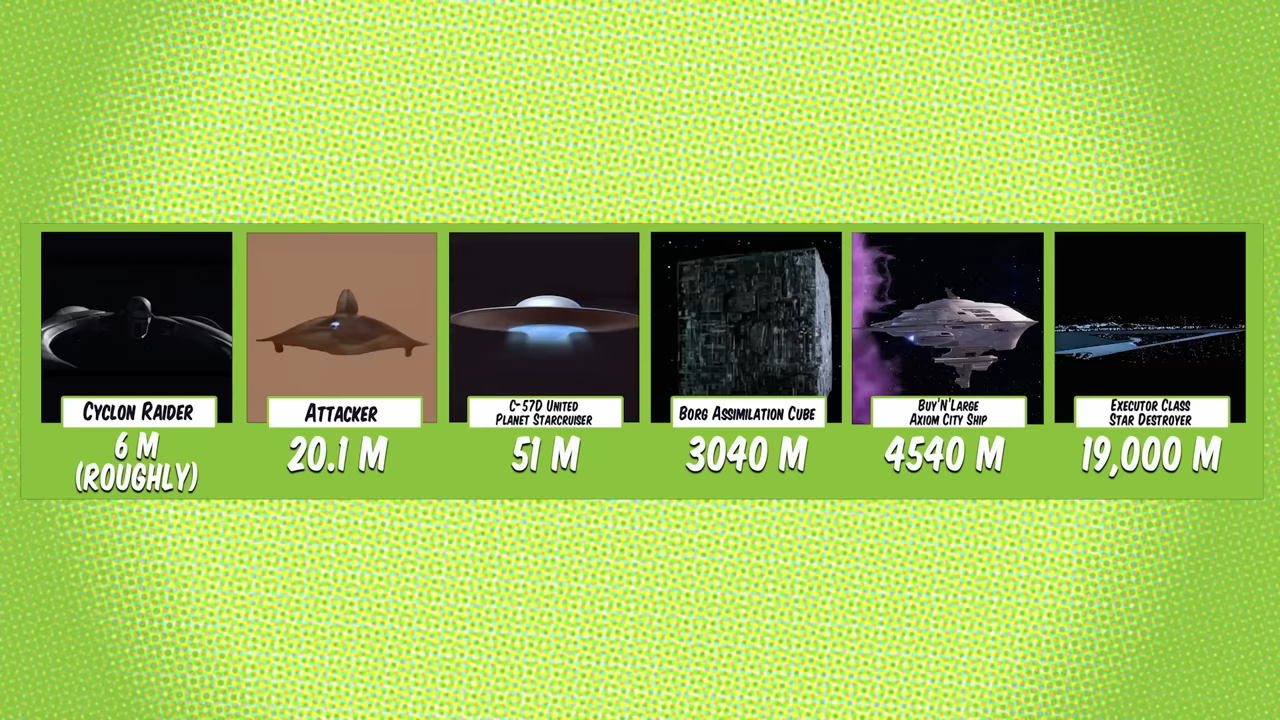 Cyclon Raider
6 M
(Roughly)
Attacker
20.1 M
C-57D United
Planet Starcruiser
51 M
Borg Assimilation Cube
3040 M
Buy'N'Large
Axiom City Ship
4540 M
Executor Class
Star Destroyer
19,000 M